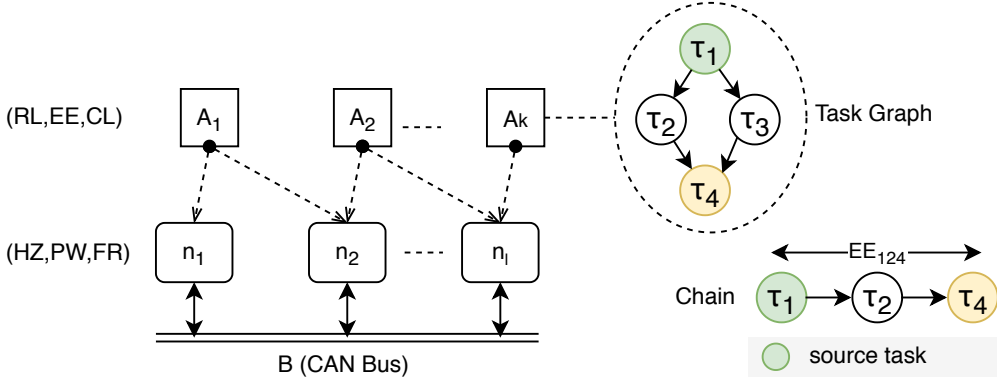 (RL,EE,CL)
A1
A2
Ak
τ1
τ2
τ3
τ4
Task Graph
(HZ,PW,FR)
n1
n2
nl
B (CAN Bus)
EE124
Chain
τ1
τ2
τ4
source task